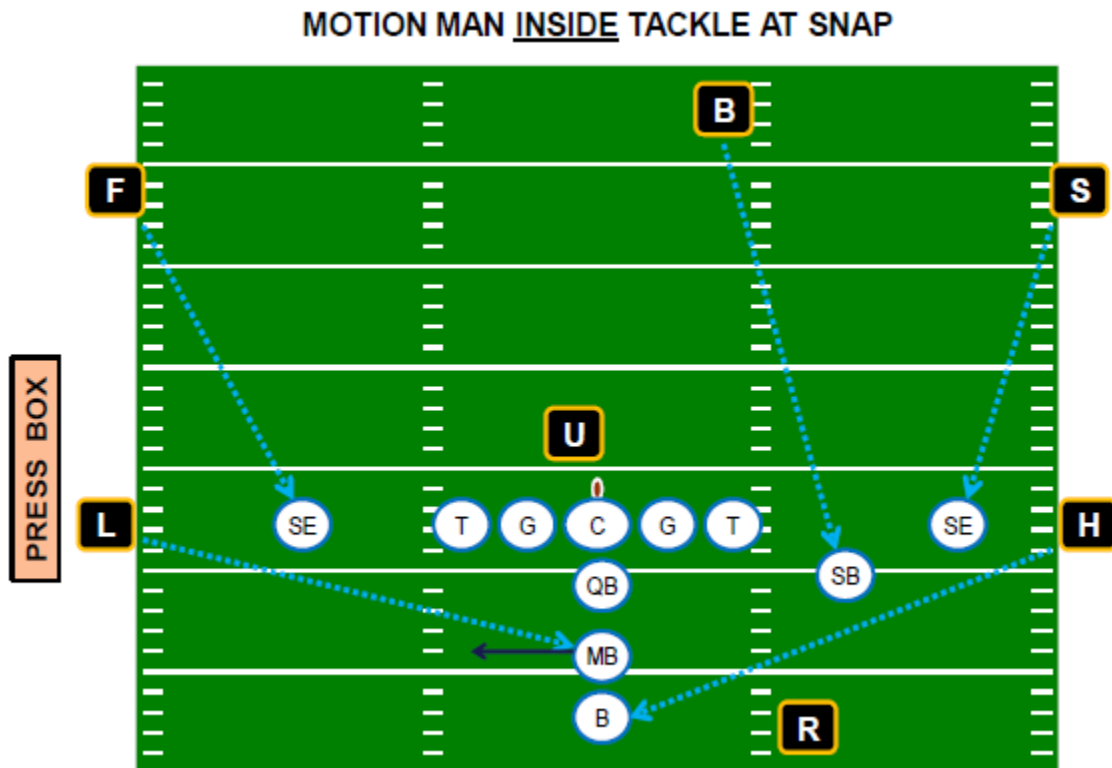 MOTION MAN INSIDE TACKLE AT SNAP
B
F
S
PRESS BOX
U
L
SE
T
G
C
G
T
SE
H
QB
SB
MB
B
R